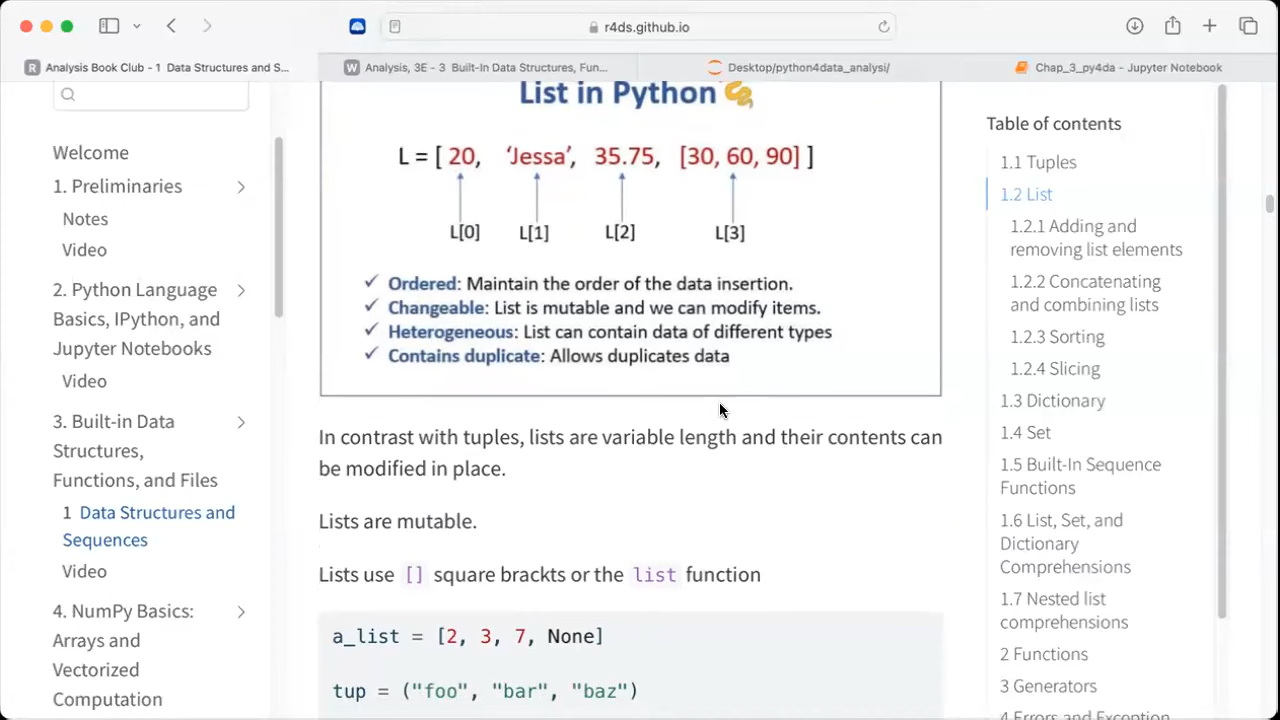 r4ds.github.io
R Analysis Book Club - 1 Data Structures and S...
W Analysis, 3E - 3 Built-In Data Structures, Fun...
Desktop/python4data_analysi/
Chap_3_py4da - Jupyter Notebook
Welcome
1. Preliminaries
Notes
Video
2. Python Language
Basics, IPython, and
Jupyter Notebooks
Video
3. Built-in Data
Structures,
Functions, and Files
1 Data Structures and
Sequences
Video
4. NumPy Basics:
Arrays and
Vectorized
Computation
List in Python
L = [ 20, ‘Jessa’, 35.75, [30, 60, 90] ]
L[0] L[1] L[2] L[3]
✓ Ordered: Maintain the order of the data insertion.
✓ Changeable: List is mutable and we can modify items.
✓ Heterogeneous: List can contain data of different types
✓ Contains duplicate: Allows duplicates data
In contrast with tuples, lists are variable length and their contents can
be modified in place.
Lists are mutable.
Lists use [] square brackts or the list function
a_list = [2, 3, 7, None]
tup = ("foo", "bar", "baz")
Table of contents
1.1 Tuples
1.2 List
1.2.1 Adding and
removing list elements
1.2.2 Concatenating
and combining lists
1.2.3 Sorting
1.2.4 Slicing
1.3 Dictionary
1.4 Set
1.5 Built-In Sequence
Functions
1.6 List, Set, and
Dictionary
Comprehensions
1.7 Nested list
comprehensions
2 Functions
3 Generators
4 Errors and Exception